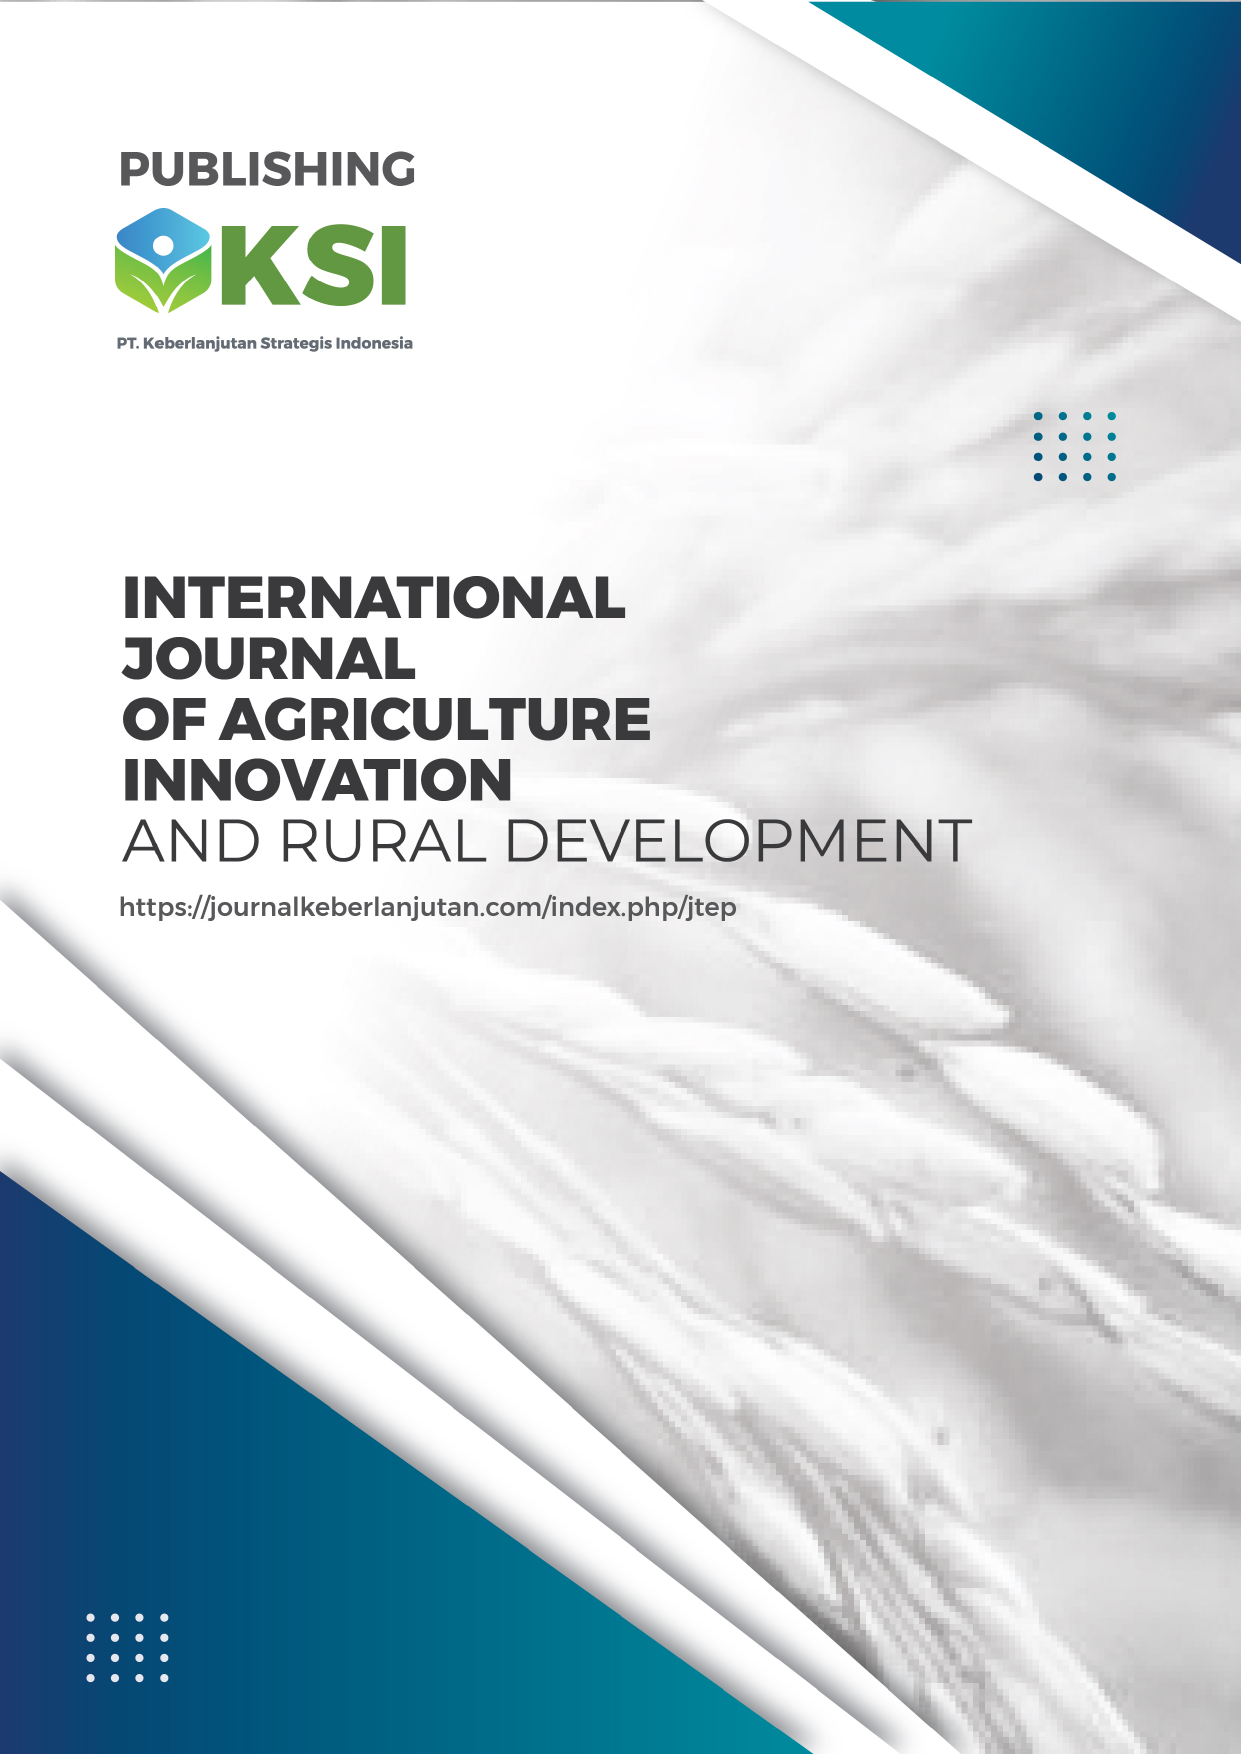 PUBLISHING
KSI
PT. Keberlanjutan Strategis Indonesia
INTERNATIONAL
JOURNAL
OF AGRICULTURE
INNOVATION
AND RURAL DEVELOPMENT
https://journalkeberlanjutan.com/index.php/jtep